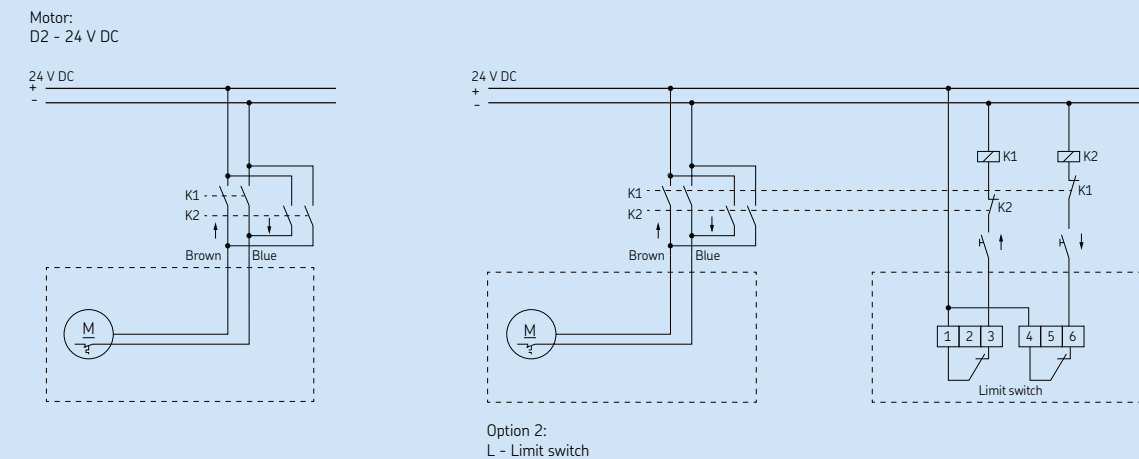 Motor:
D2 - 24 V DC
24 V DC
+
-
K1
K2
Brown
Blue
M
24 V DC
+
-
K1
K2
K1
K2
K1
K2
Brown
Blue
M
1 2 3 4 5 6
Limit switch
Option 2:
L - Limit switch